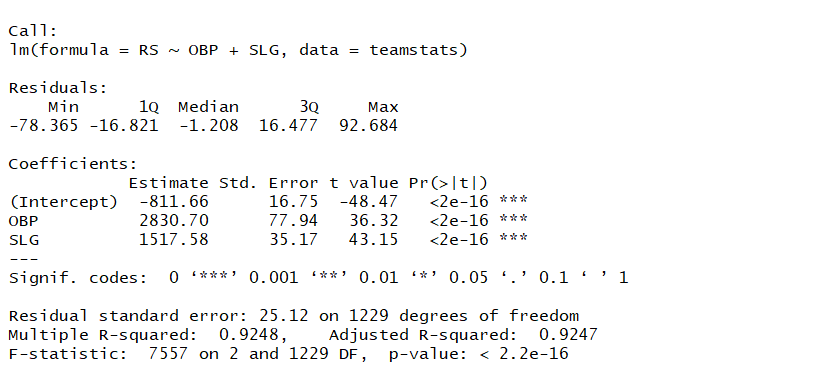 Call:
lm(formula = RS ~ OBP + SLG, data = teamstats)
Residuals:
    Min      1Q  Median      3Q     Max
-78.365 -16.821  -1.208  16.477  92.684
Coefficients:
            Estimate Std. Error t value Pr(>|t|)
(Intercept)  -811.66      16.75  -48.47   <2e-16 ***
OBP          2830.70      77.94   36.32   <2e-16 ***
SLG          1517.58      35.17   43.15   <2e-16 ***
---
Signif. codes:  0 ‘***’ 0.001 ‘**’ 0.01 ‘*’ 0.05 ‘.’ 0.1 ‘ ’ 1
Residual standard error: 25.12 on 1229 degrees of freedom
Multiple R-squared:  0.9248,    Adjusted R-squared:  0.9247
F-statistic:  7557 on 2 and 1229 DF,  p-value: < 2.2e-16